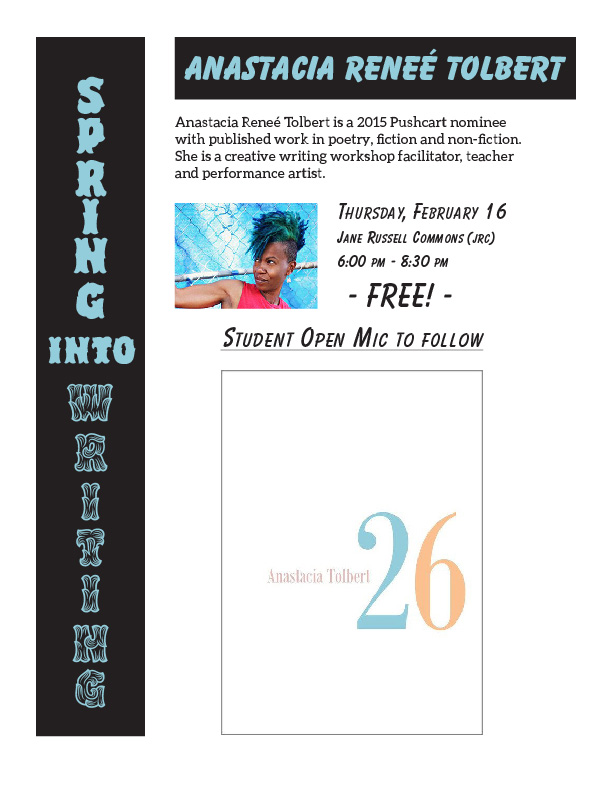 SPRING
INTO
WRITING
ANASTACIA RENEÉ TOLBERT
Anastacia Reneé Tolbert is a 2015 Pushcart nominee
with published work in poetry, fiction and non-fiction.
She is a creative writing workshop facilitator, teacher
and performance artist.
THURSDAY, FEBRUARY 16
JANE RUSSELL COMMONS (JRC)
6:00 PM - 8:30 PM
- FREE! -
STUDENT OPEN MIC TO FOLLOW
Anastacia Tolbert 26